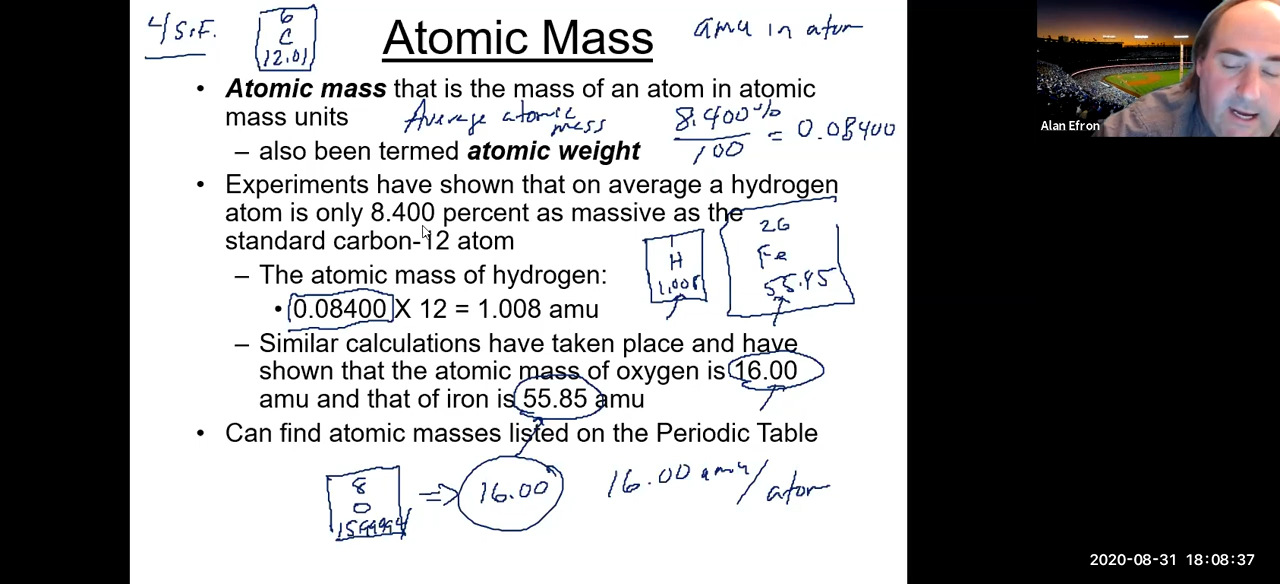 4 S.F.
6
C
12.01
Atomic Mass
amu in atom
• Atomic mass that is the mass of an atom in atomic
mass units
Average atomic
mass
8.400%
100
= 0.08400
Alan Efron
– also been termed atomic weight
• Experiments have shown that on average a hydrogen
atom is only 8.400 percent as massive as the
standard carbon-12 atom
1
H
1.008
26
Fe
55.85
– The atomic mass of hydrogen:
• 0.08400 X 12 = 1.008 amu
– Similar calculations have taken place and have
shown that the atomic mass of oxygen is 16.00
amu and that of iron is 55.85 amu
• Can find atomic masses listed on the Periodic Table
8
O
⇒ 16.00
16.00 amu/atom
2020-08-31 18:08:37